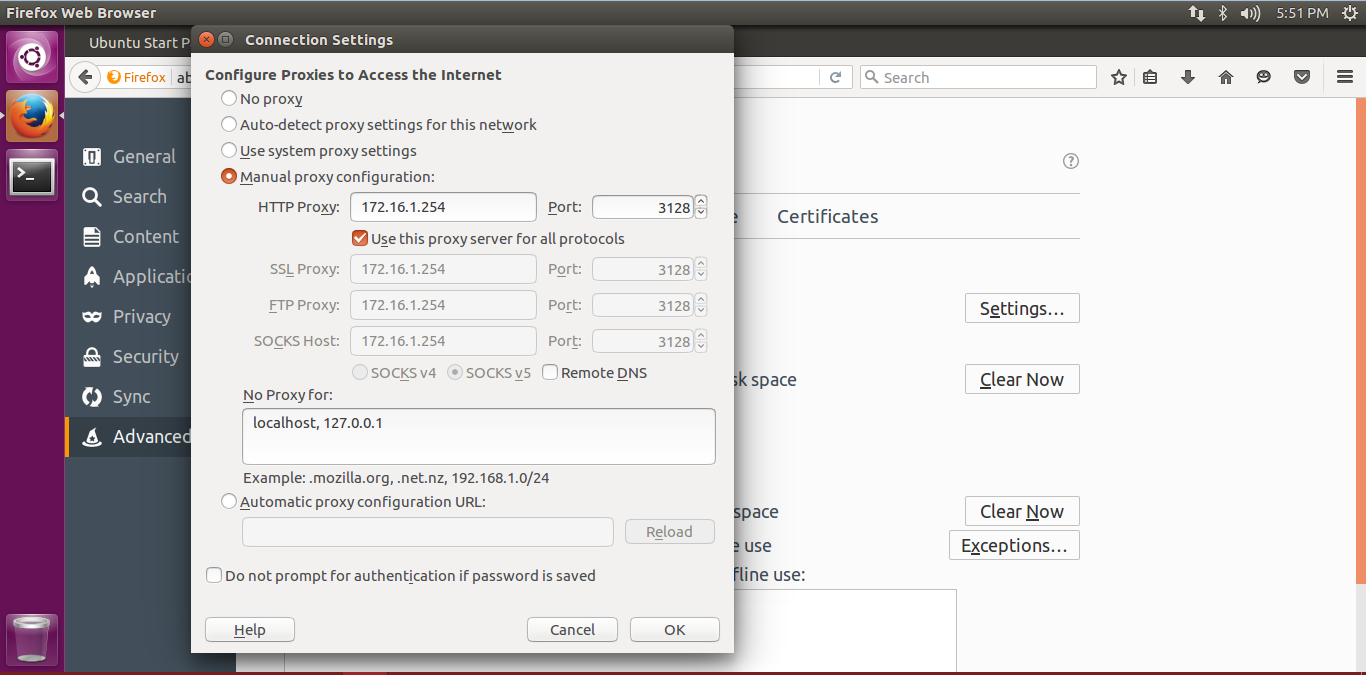 Firefox Web Browser
5:51 PM
Ubuntu Start P
Connection Settings
Firefox
ab
Search
Configure Proxies to Access the Internet
No proxy
Auto-detect proxy settings for this network
Use system proxy settings
Manual proxy configuration:
HTTP Proxy: 172.16.1.254 Port: 3128
Use this proxy server for all protocols
SSL Proxy: 172.16.1.254 Port: 3128
FTP Proxy: 172.16.1.254 Port: 3128
SOCKS Host: 172.16.1.254 Port: 3128
SOCKS v4 SOCKS v5 Remote DNS
No Proxy for:
localhost, 127.0.0.1
Example: .mozilla.org, .net.nz, 192.168.1.0/24
Automatic proxy configuration URL:
Reload
Do not prompt for authentication if password is saved
Help Cancel OK
General
Search
Content
Applicatio
Privacy
Security
Sync
Advanced
e Certificates
Settings...
sk space Clear Now
space Clear Now
e use Exceptions...
fline use: